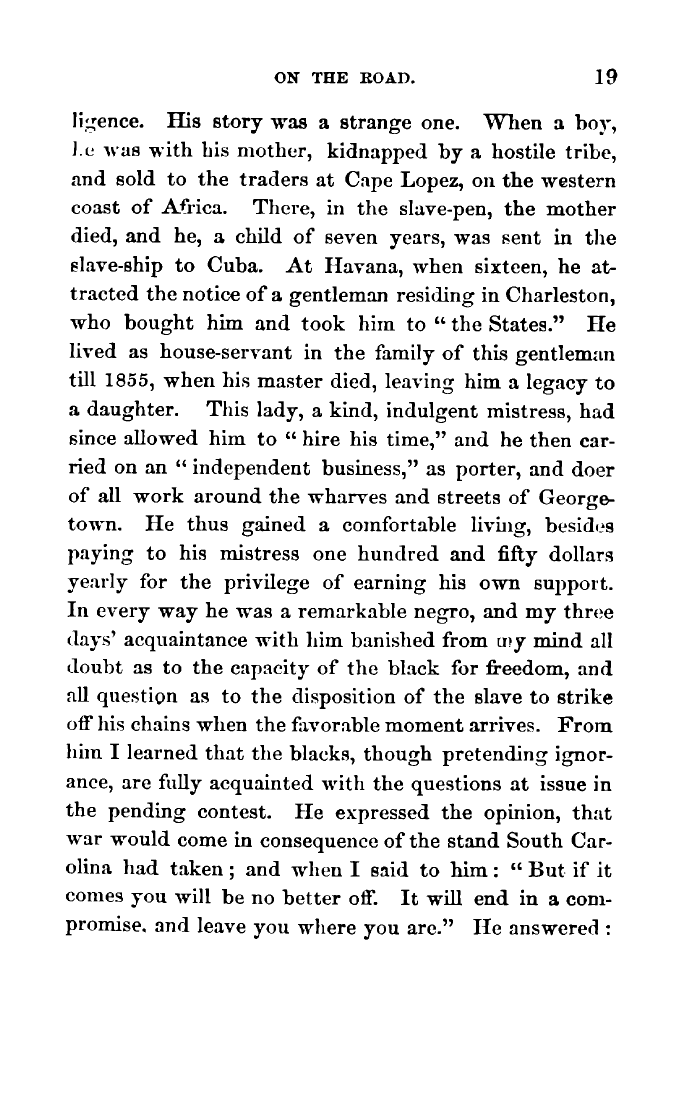 ON THE ROAD. 19
ligence. His story was a strange one. When a boy,
he was with his mother, kidnapped by a hostile tribe,
and sold to the traders at Cape Lopez, on the western
coast of Africa. There, in the slave-pen, the mother
died, and he, a child of seven years, was sent in the
slave-ship to Cuba. At Havana, when sixteen, he at-
tracted the notice of a gentleman residing in Charleston,
who bought him and took him to “ the States.” He
lived as house-servant in the family of this gentleman
till 1855, when his master died, leaving him a legacy to
a daughter. This lady, a kind, indulgent mistress, had
since allowed him to “ hire his time,” and he then car-
ried on an “ independent business,” as porter, and doer
of all work around the wharves and streets of George-
town. He thus gained a comfortable living, besides
paying to his mistress one hundred and fifty dollars
yearly for the privilege of earning his own support.
In every way he was a remarkable negro, and my three
days’ acquaintance with him banished from my mind all
doubt as to the capacity of the black for freedom, and
all question as to the disposition of the slave to strike
off his chains when the favorable moment arrives. From
him I learned that the blacks, though pretending ignor-
ance, are fully acquainted with the questions at issue in
the pending contest. He expressed the opinion, that
war would come in consequence of the stand South Car-
olina had taken ; and when I said to him : “ But if it
comes you will be no better off. It will end in a com-
promise, and leave you where you are.” He answered :